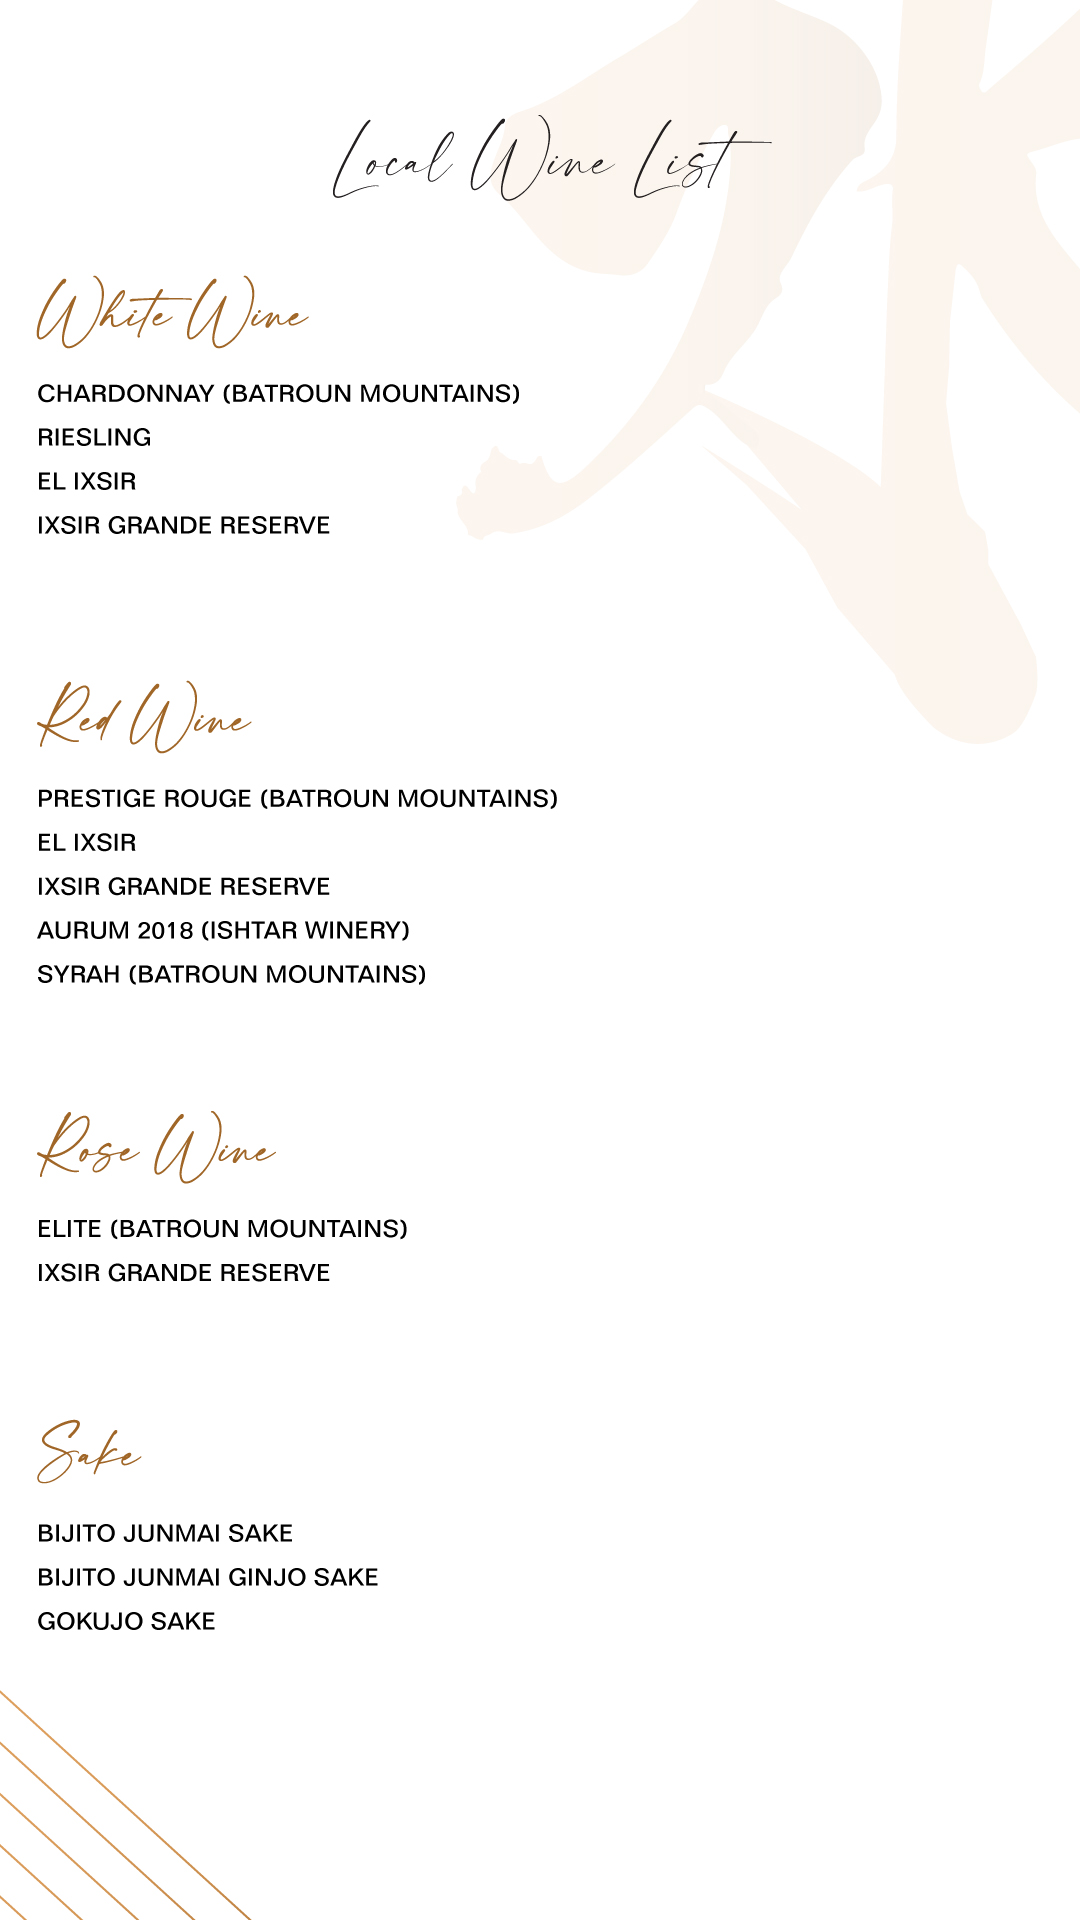 Local Wine List
White Wine
CHARDONNAY (BATROUN MOUNTAINS)
RIESLING
EL IXSIR
IXSIR GRANDE RESERVE
Red Wine
PRESTIGE ROUGE (BATROUN MOUNTAINS)
EL IXSIR
IXSIR GRANDE RESERVE
AURUM 2018 (ISHTAR WINERY)
SYRAH (BATROUN MOUNTAINS)
Rose Wine
ELITE (BATROUN MOUNTAINS)
IXSIR GRANDE RESERVE
Sake
BIJITO JUNMAI SAKE
BIJITO JUNMAI GINJO SAKE
GOKUJO SAKE